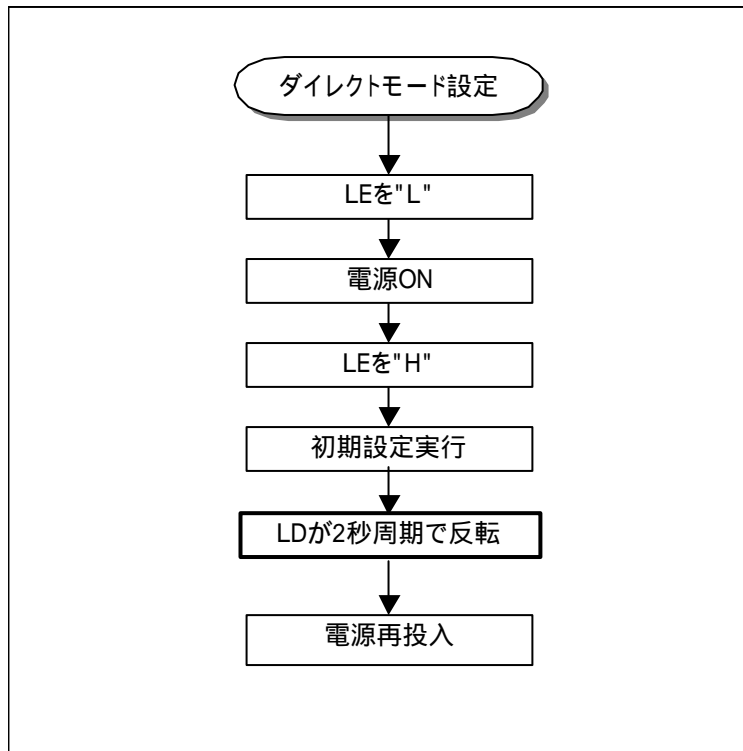 ダイレクトモード設定
LEを"L"
電源ON
LEを"H"
初期設定実行
LDが2秒周期で反転
電源再投入